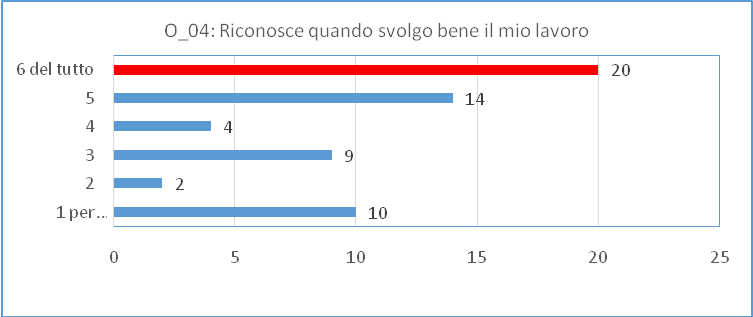 O_04: Riconosce quando svolgo bene il mio lavoro
6 del tutto 20
5 14
4 4
3 9
2 2
1 per... 10
0 5 10 15 20 25